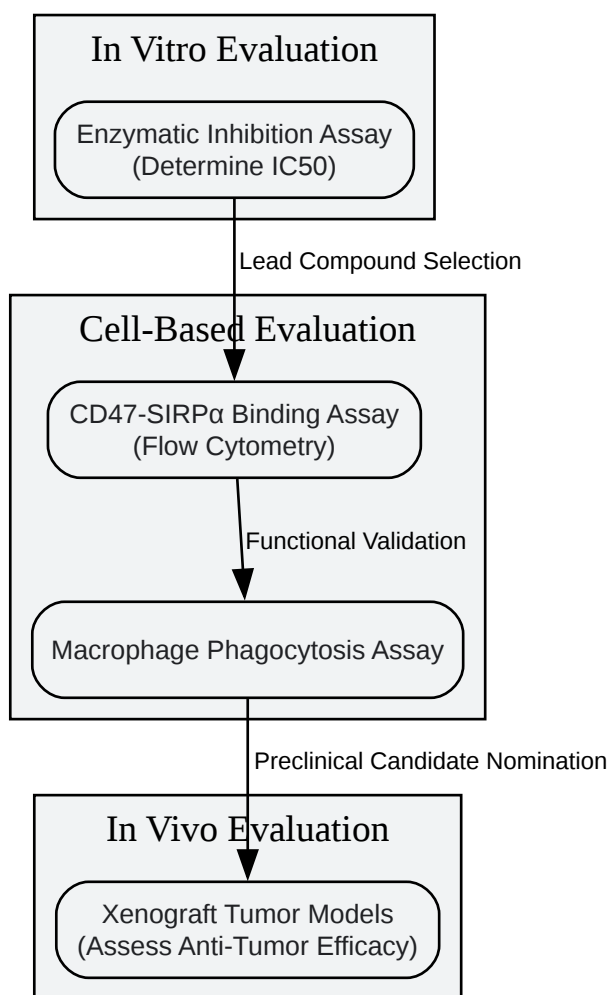 In Vitro Evaluation
Enzymatic Inhibition Assay
(Determine IC50)
Lead Compound Selection
Cell-Based Evaluation
CD47-SIRPα Binding Assay
(Flow Cytometry)
Functional Validation
Macrophage Phagocytosis Assay
Preclinical Candidate Nomination
In Vivo Evaluation
Xenograft Tumor Models
(Assess Anti-Tumor Efficacy)